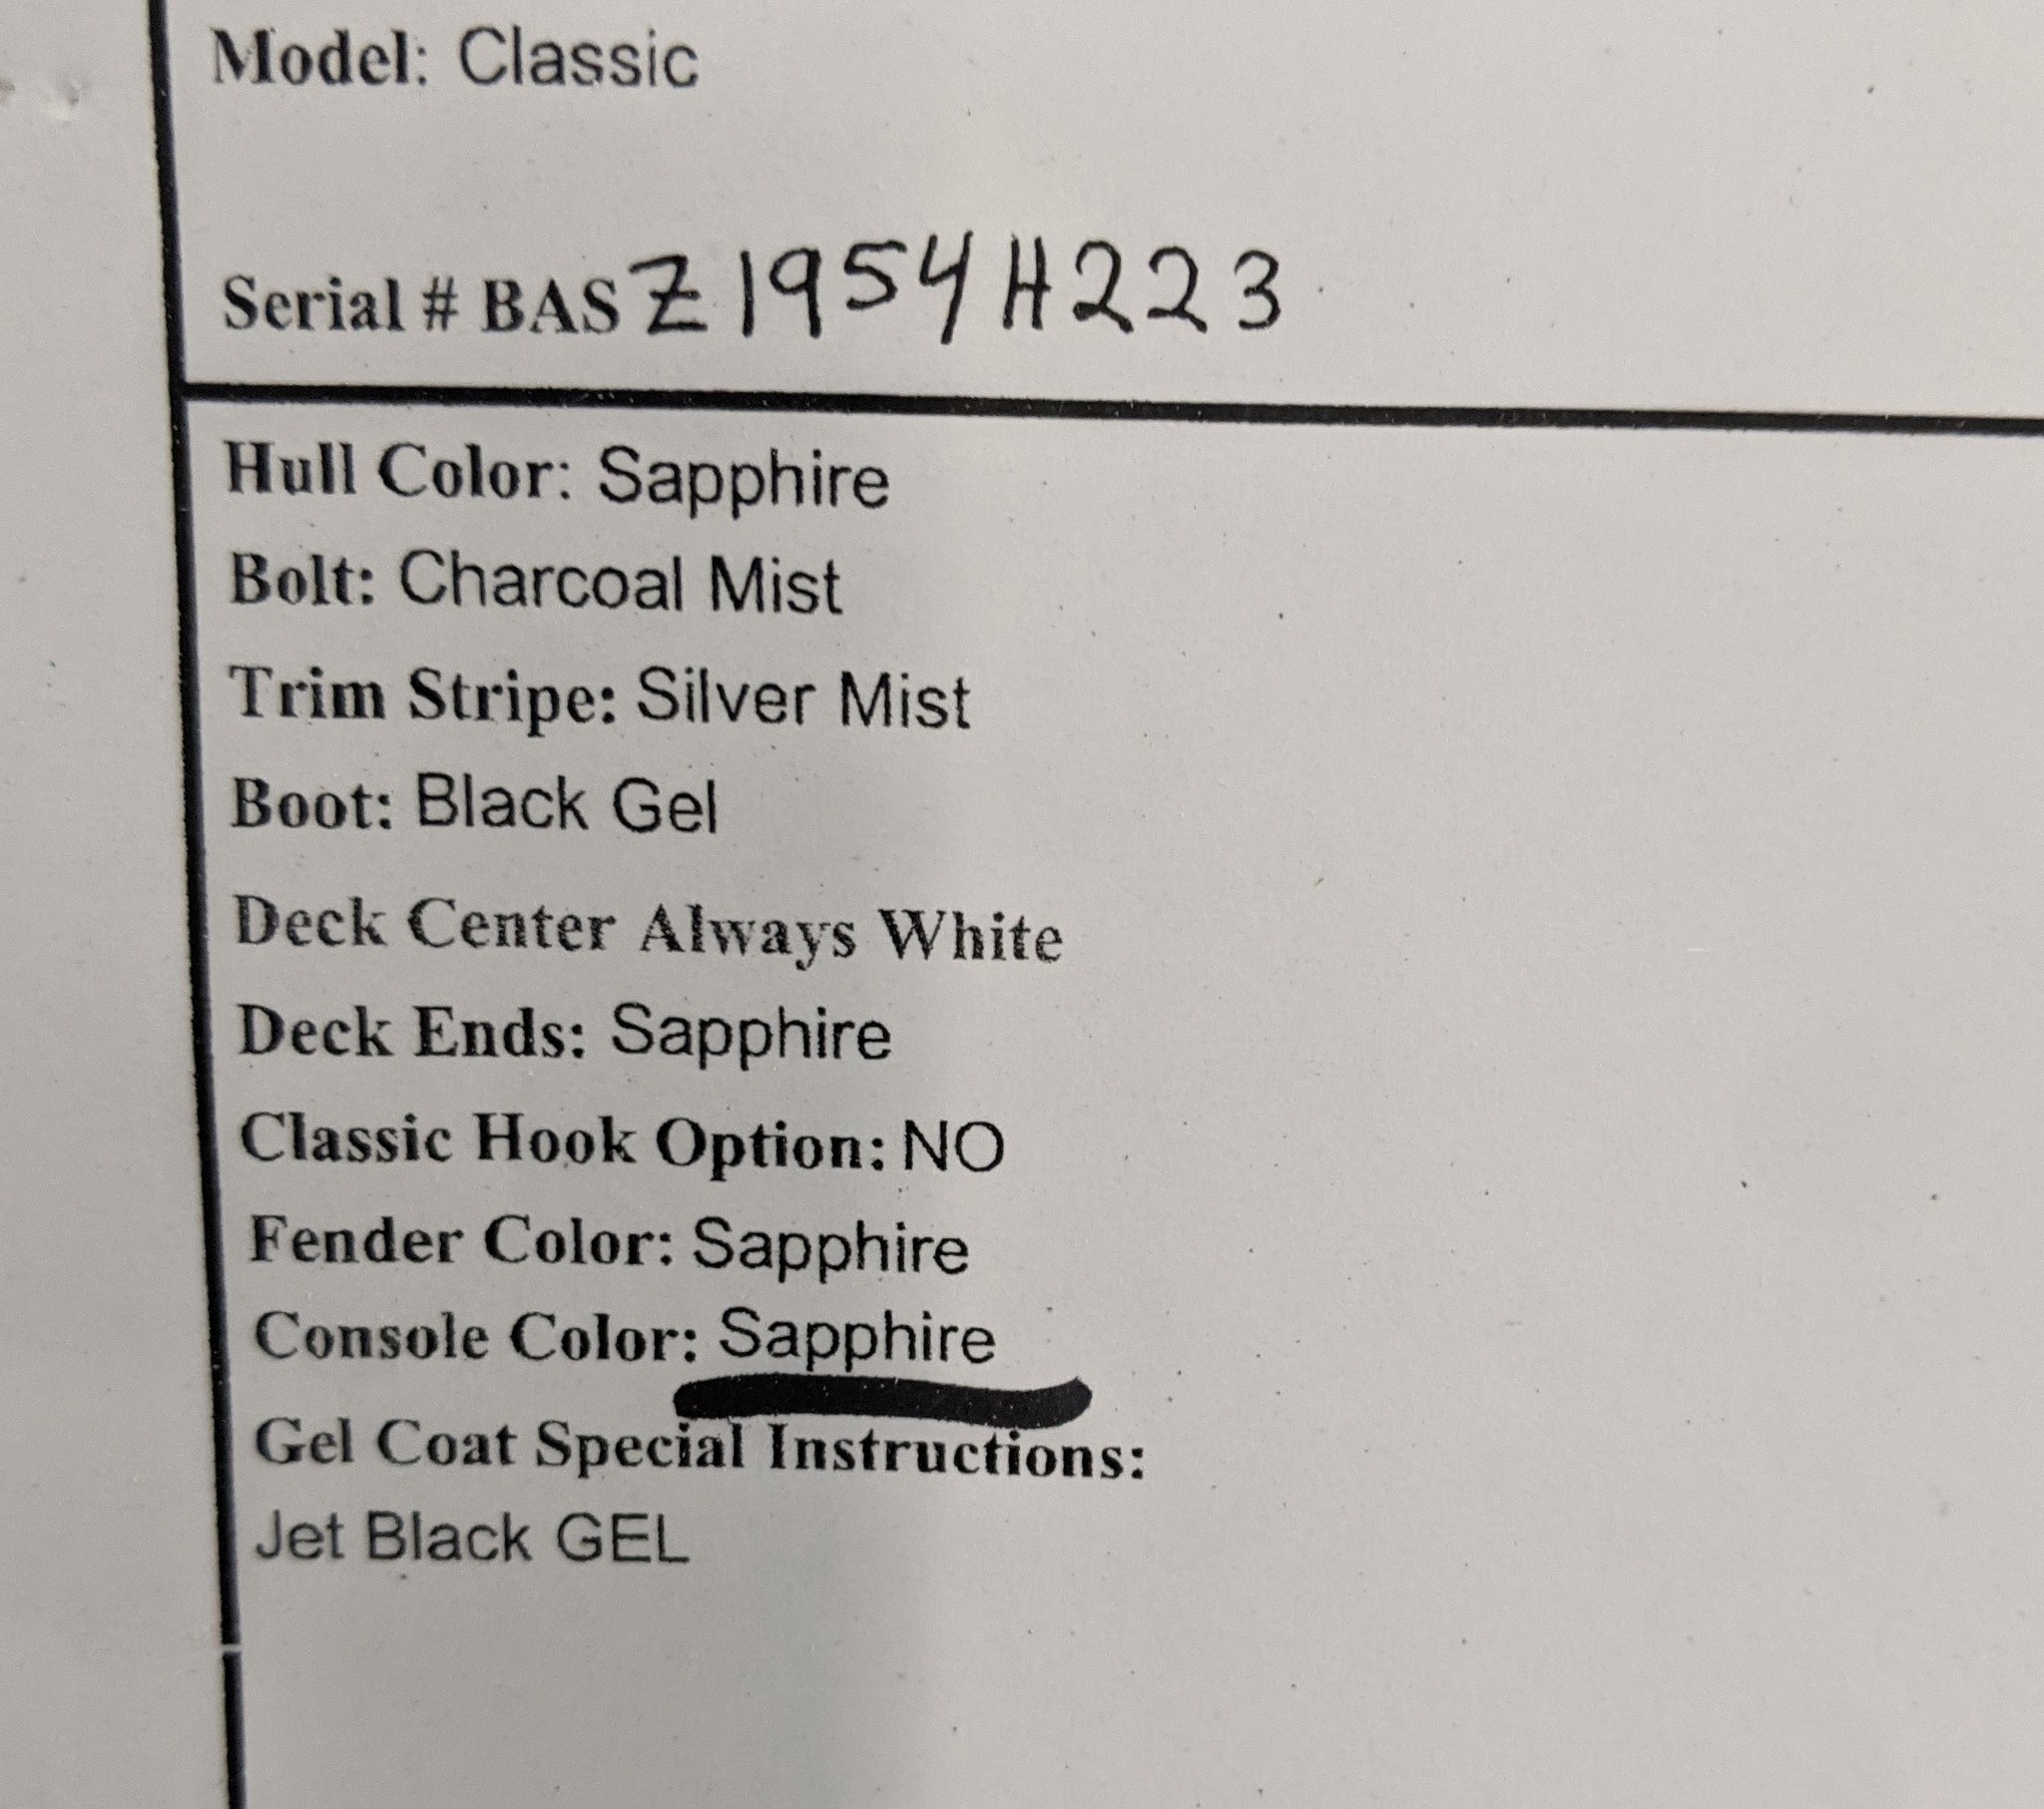 Model: Classic
Serial # BAS Z1954H223
Hull Color: Sapphire
Bolt: Charcoal Mist
Trim Stripe: Silver Mist
Boot: Black Gel
Deck Center Always White
Deck Ends: Sapphire
Classic Hook Option: NO
Fender Color: Sapphire
Console Color: Sapphire
Gel Coat Special Instructions:
Jet Black GEL